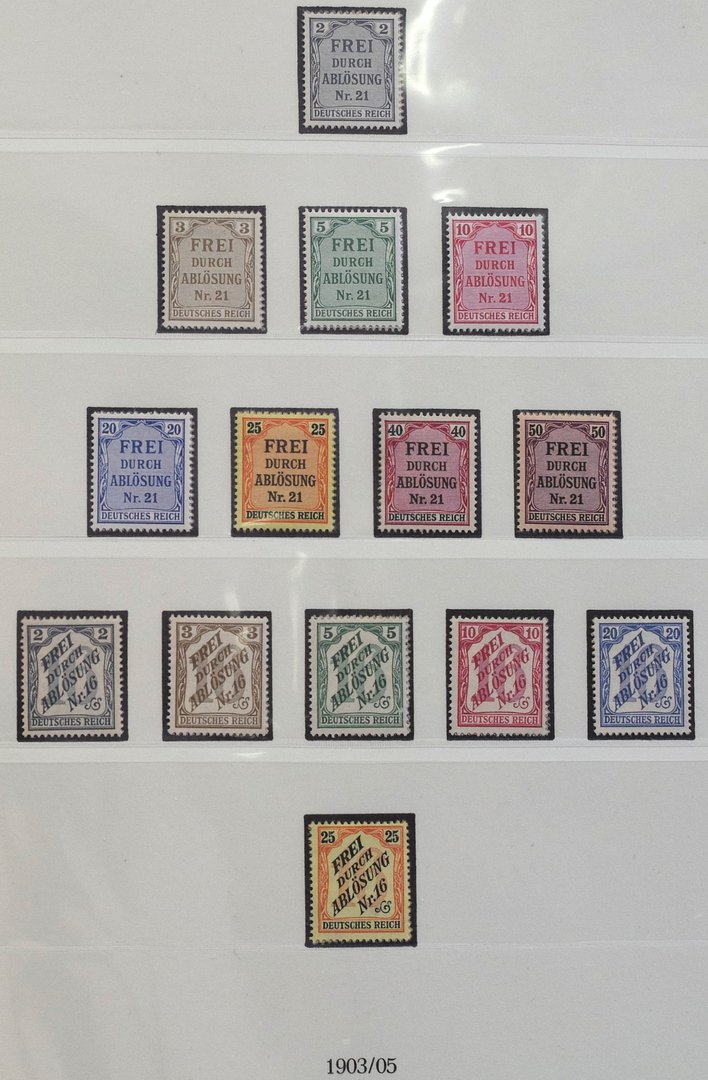 2 2
FREI
DURCH
ABLÖSUNG
Nr. 21
DEUTSCHES REICH
3 3
FREI
DURCH
ABLÖSUNG
Nr. 21
DEUTSCHES REICH
5 5
FREI
DURCH
ABLÖSUNG
Nr. 21
DEUTSCHES REICH
10 10
FREI
DURCH
ABLÖSUNG
Nr. 21
DEUTSCHES REICH
20 20
FREI
DURCH
ABLÖSUNG
Nr. 21
DEUTSCHES REICH
25 25
FREI
DURCH
ABLÖSUNG
Nr. 21
DEUTSCHES REICH
40 40
FREI
DURCH
ABLÖSUNG
Nr. 21
DEUTSCHES REICH
50 50
FREI
DURCH
ABLÖSUNG
Nr. 21
DEUTSCHES REICH
2 2
FREI
DURCH
ABLÖSUNG
Nr. 16
DEUTSCHES REICH
3 3
FREI
DURCH
ABLÖSUNG
Nr. 16
DEUTSCHES REICH
5 5
FREI
DURCH
ABLÖSUNG
Nr. 16
DEUTSCHES REICH
10 10
FREI
DURCH
ABLÖSUNG
Nr. 16
DEUTSCHES REICH
20 20
FREI
DURCH
ABLÖSUNG
Nr. 16
DEUTSCHES REICH
25 25
FREI
DURCH
ABLÖSUNG
Nr. 16
DEUTSCHES REICH
1903/05